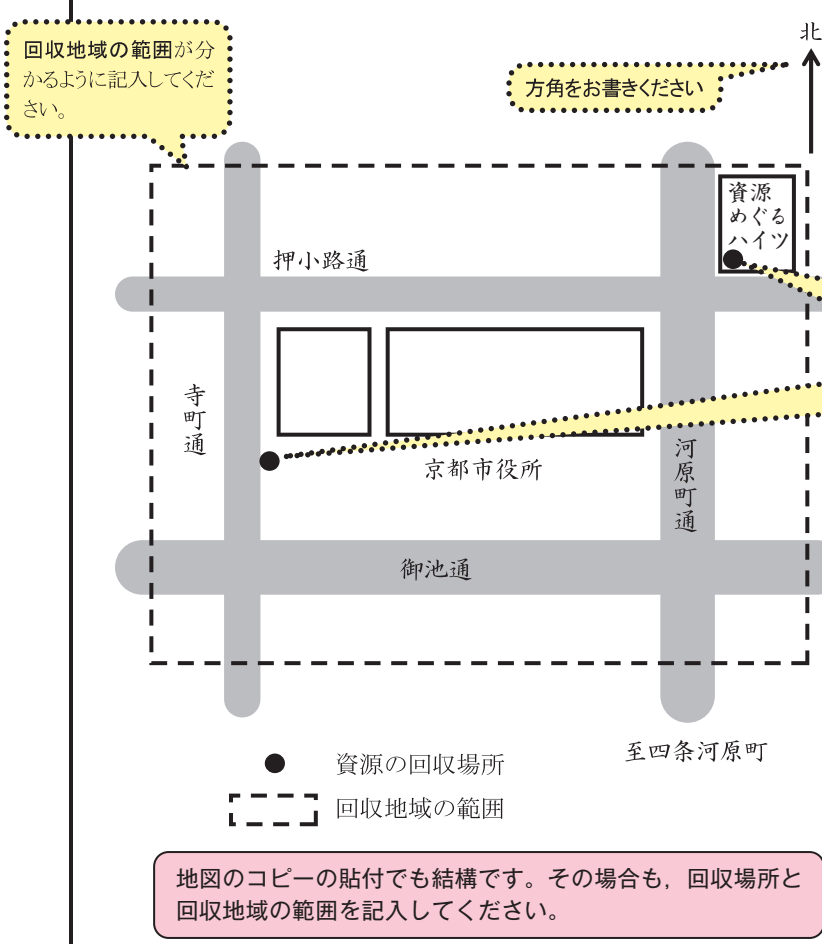 回収地域の範囲が分
かるように記入してくだ
さい。
北
方角をお書きください
資源
めぐる
ハイツ
押小路通
寺町通
京都市役所
河原町通
御池通
至四条河原町
資源の回収場所
回収地域の範囲
地図のコピーの貼付でも結構です。その場合も，回収場所と
回収地域の範囲を記入してください。